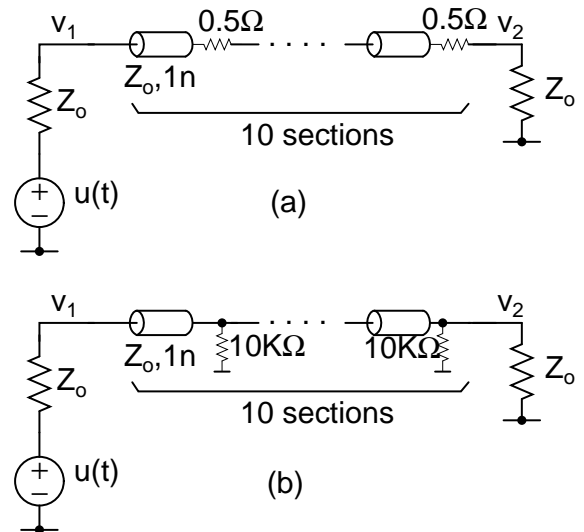 v1 0.5Ω 0.5Ω v2
Zo,1n
Zo Zo
10 sections
+
− u(t)
(a)
v1 v2
Zo,1n 10KΩ 10KΩ
Zo Zo
10 sections
+
− u(t)
(b)